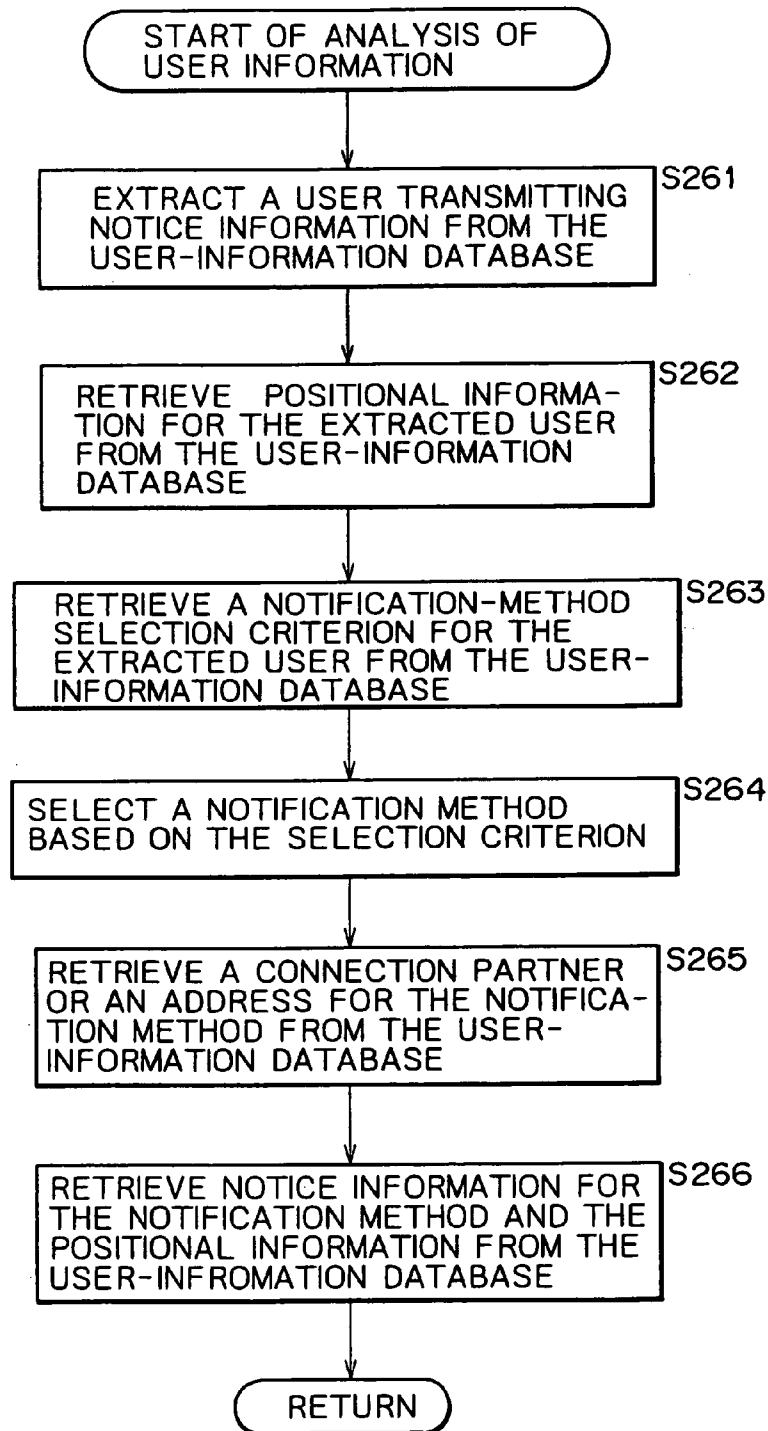 START OF ANALYSIS OF
USER INFORMATION
S261
EXTRACT A USER TRANSMITTING
NOTICE INFORMATION FROM THE
USER-INFORMATION DATABASE
S262
RETRIEVE POSITIONAL INFORMA-
TION FOR THE EXTRACTED USER
FROM THE USER-INFORMATION
DATABASE
S263
RETRIEVE A NOTIFICATION-METHOD
SELECTION CRITERION FOR THE
EXTRACTED USER FROM THE USER-
INFORMATION DATABASE
S264
SELECT A NOTIFICATION METHOD
BASED ON THE SELECTION CRITERION
S265
RETRIEVE A CONNECTION PARTNER
OR AN ADDRESS FOR THE NOTIFICA-
TION METHOD FROM THE USER-
INFORMATION DATABASE
S266
RETRIEVE NOTICE INFORMATION FOR
THE NOTIFICATION METHOD AND THE
POSITIONAL INFORMATION FROM THE
USER-INFROMATION DATABASE
RETURN